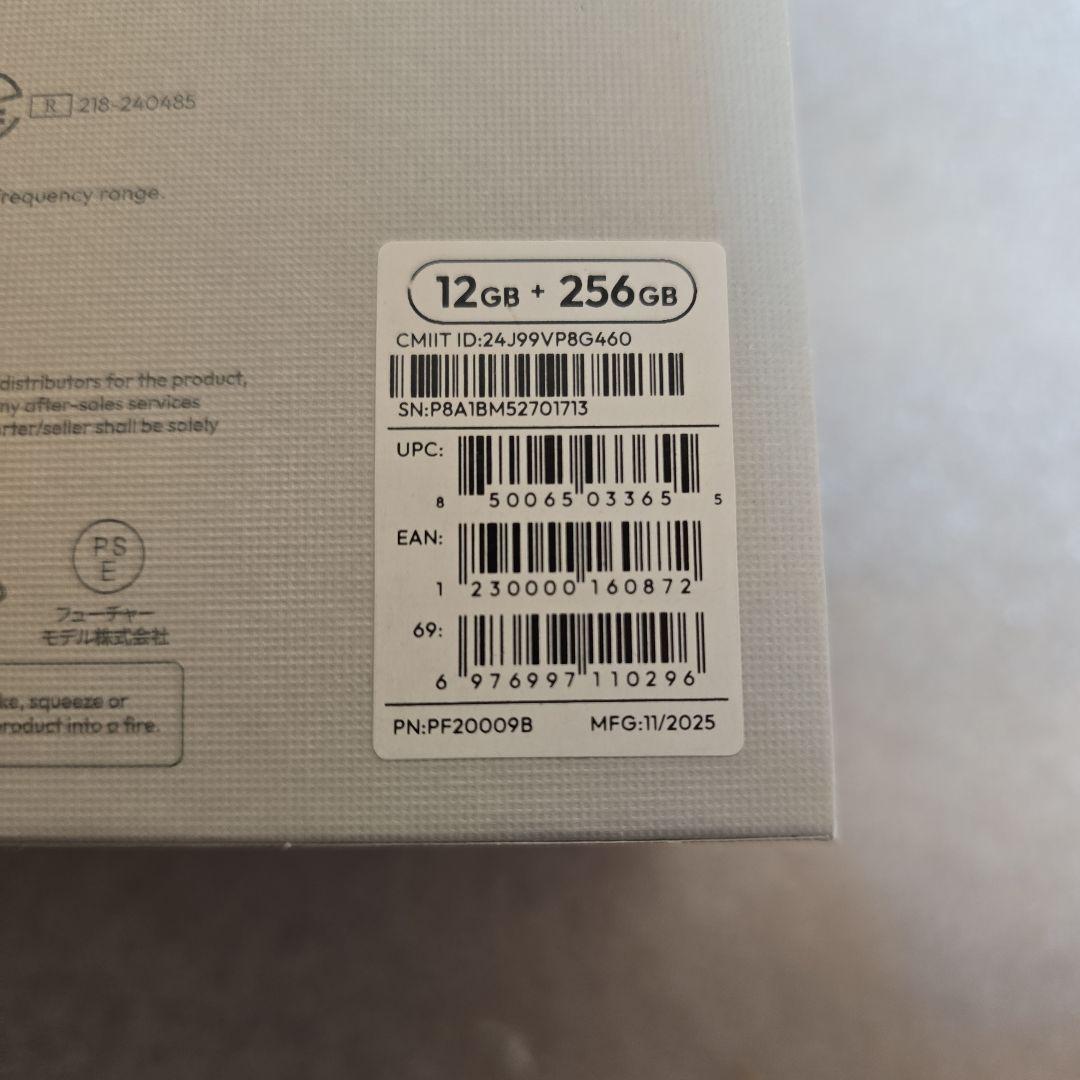 R 218-240485
frequency range.
12GB + 256GB
CMIIT ID:24J99VP8G460
SN:P8A1BM52701713
distributors for the product,
ny after-sales services
rter/seller shall be solely
UPC:
8 50065 03365 5
EAN:
1 230000 160872
PSE
フューチャー
モデル株式会社
69:
6 976997 110296
ke, squeeze or
product into a fire.
PN:PF20009B MFG:11/2025